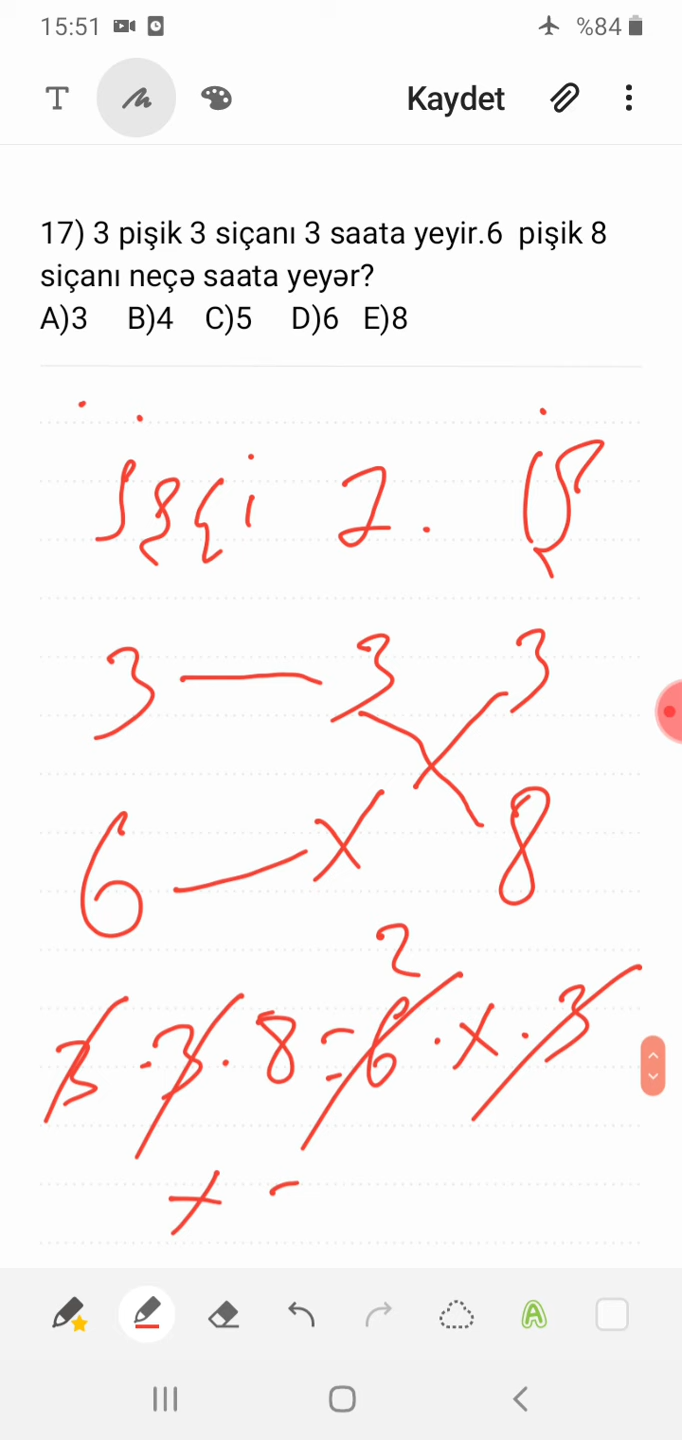 15:51 %84
T Kaydet
17) 3 pişik 3 siçanı 3 saata yeyir.6 pişik 8
siçanı neçə saata yeyər?
A)3 B)4 C)5 D)6 E)8
İşçi
3 — 3 3
6 — x 8
2
3 · 3 · 8 = 6 · x · 3
x =
A